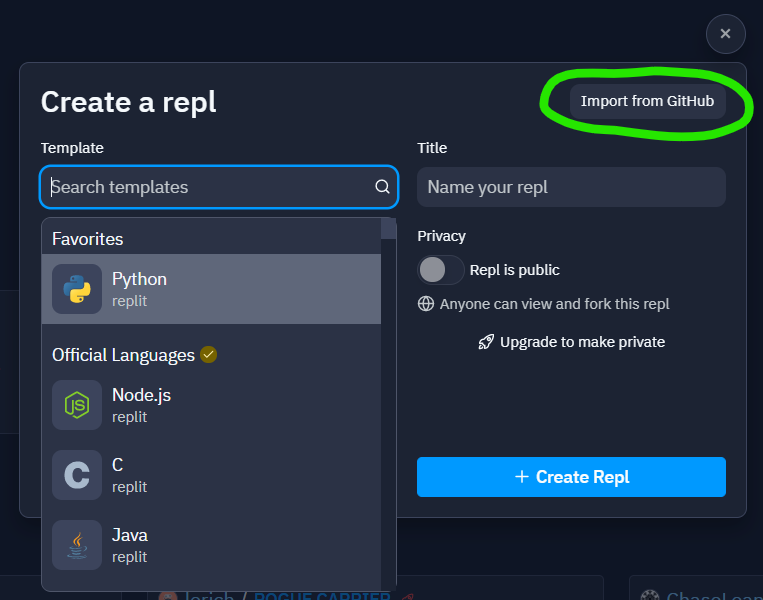 Create a repl
Import from GitHub
Template
Search templates
Favorites
Python
replit
Official Languages
Node.js
replit
C
replit
Java
replit
Title
Name your repl
Privacy
Repl is public
Anyone can view and fork this repl
Upgrade to make private
+ Create Repl